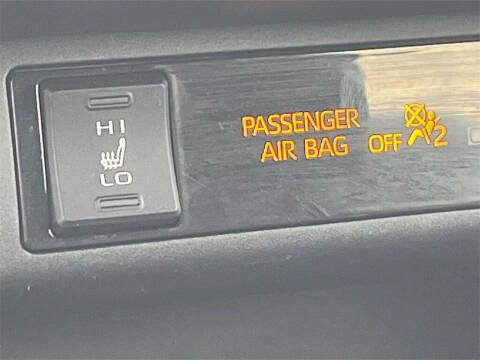 HI
LO
PASSENGER
AIR BAG OFF 2